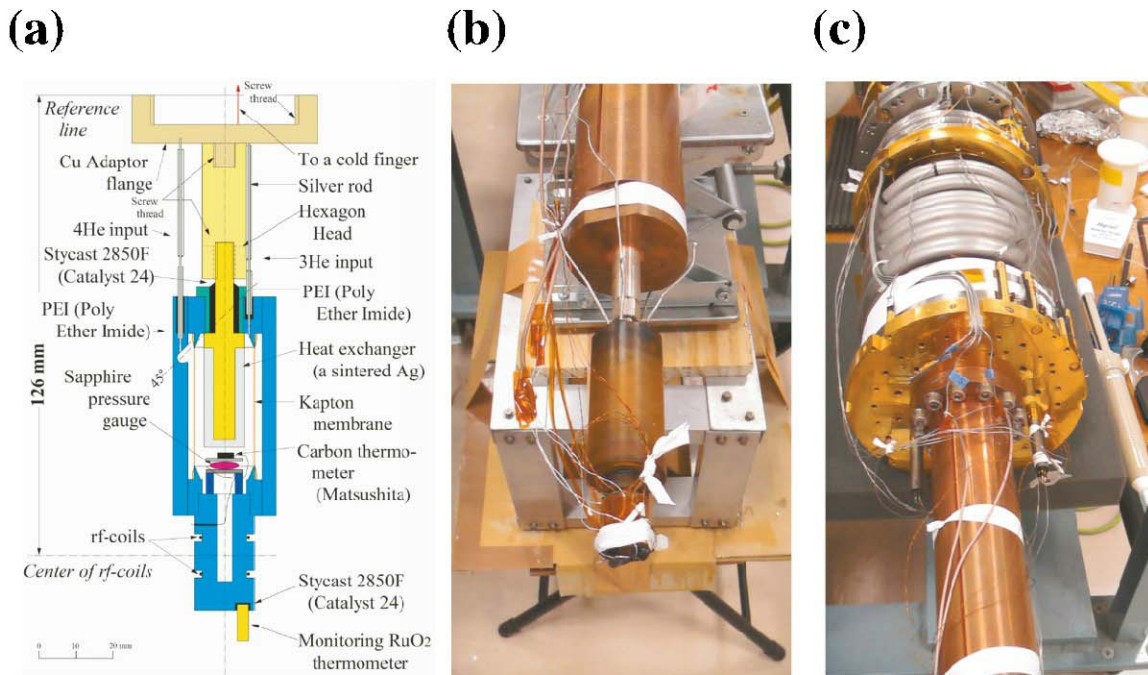 (a)
(b)
(c)
Screw
thread
Reference
line
To a cold finger
Cu Adaptor
flange
Silver rod
Screw
thread
Hexagon
Head
4He input
Stycast 2850F
(Catalyst 24)
3He input
PEI (Poly
Ether Imide)
PEI (Poly
Ether Imide)
126 mm
45°
Heat exchanger
(a sintered Ag)
Sapphire
pressure
gauge
Kapton
membrane
Carbon thermo-
meter
(Matsushita)
rf-coils
Center of rf-coils
Stycast 2850F
(Catalyst 24)
Monitoring RuO2
thermometer
0 10 20 mm